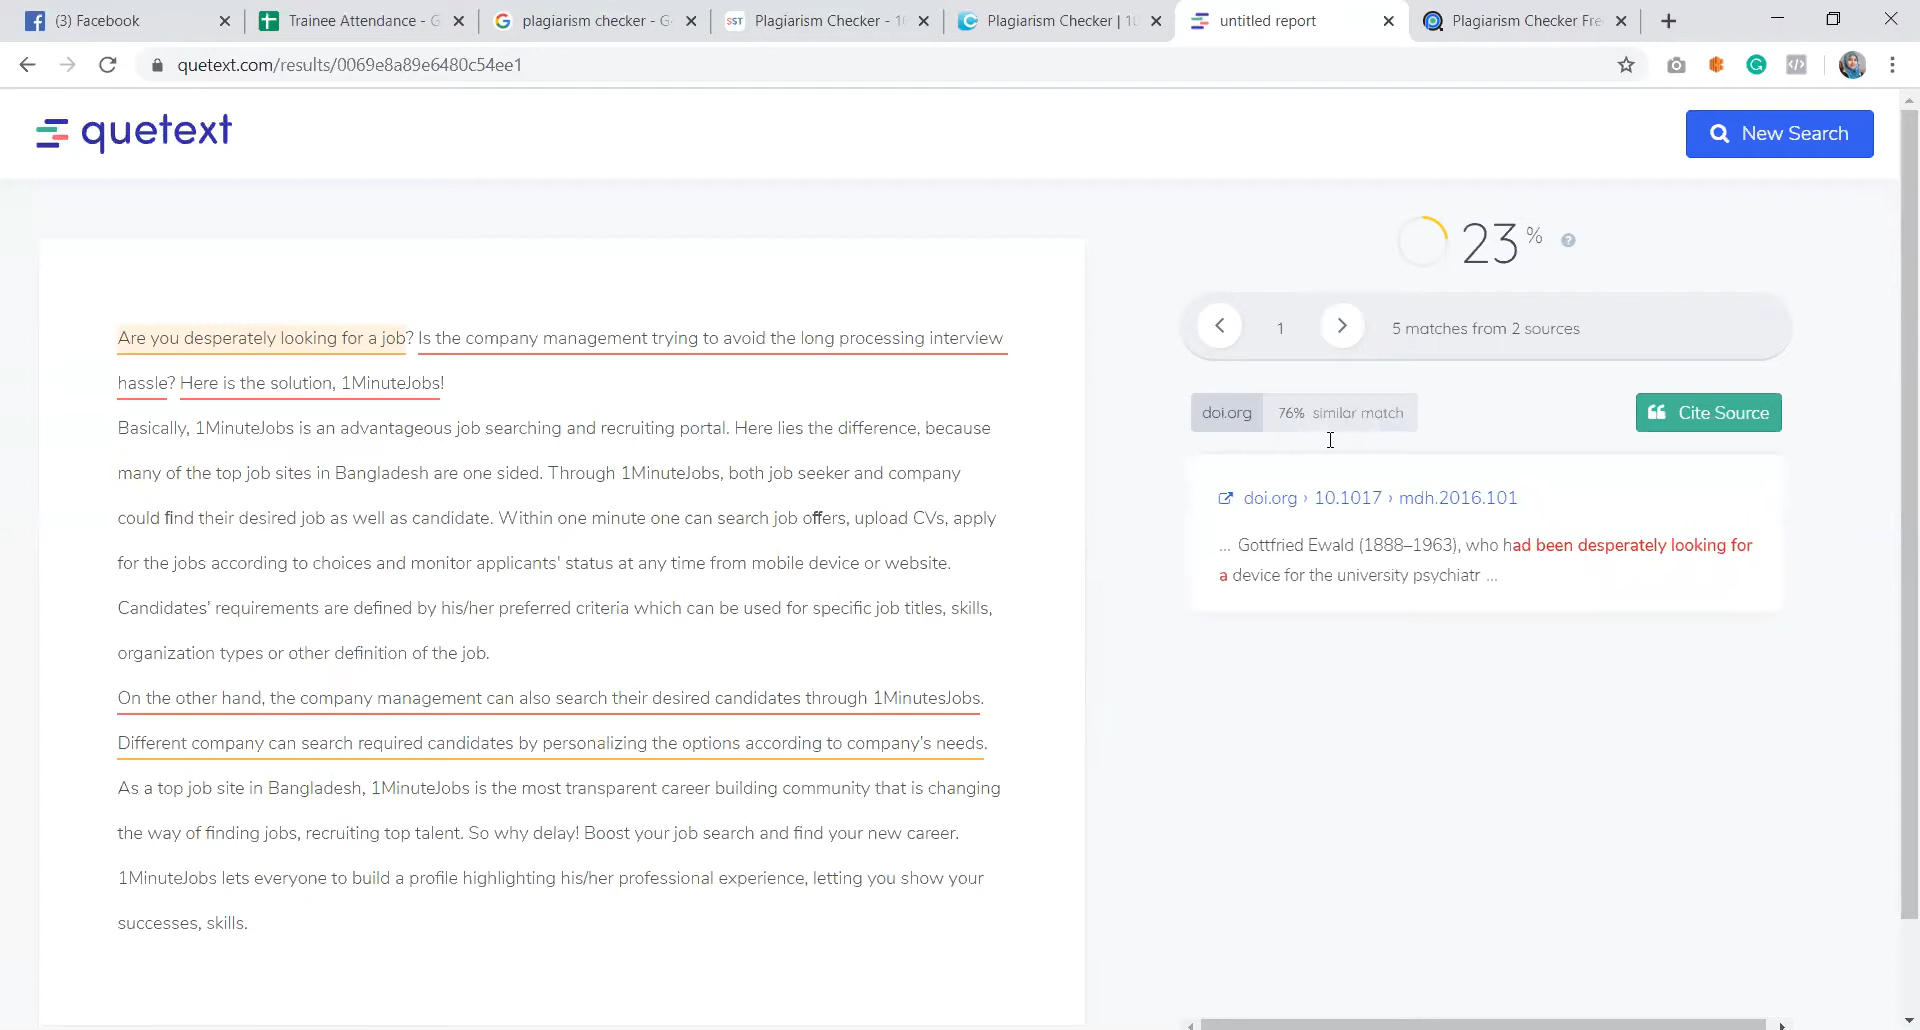 (3) Facebook
Trainee Attendance - G
plagiarism checker - G
SST Plagiarism Checker - 1
Plagiarism Checker | 1
untitled report
Plagiarism Checker Fre
quetext.com/results/0069e8a89e6480c54ee1
quetext
New Search
23 %
Are you desperately looking for a job? Is the company management trying to avoid the long processing interview
hassle? Here is the solution, 1MinuteJobs!
Basically, 1MinuteJobs is an advantageous job searching and recruiting portal. Here lies the difference, because
many of the top job sites in Bangladesh are one sided. Through 1MinuteJobs, both job seeker and company
could find their desired job as well as candidate. Within one minute one can search job offers, upload CVs, apply
for the jobs according to choices and monitor applicants' status at any time from mobile device or website.
Candidates' requirements are defined by his/her preferred criteria which can be used for specific job titles, skills,
organization types or other definition of the job.
On the other hand, the company management can also search their desired candidates through 1MinutesJobs.
Different company can search required candidates by personalizing the options according to company's needs.
As a top job site in Bangladesh, 1MinuteJobs is the most transparent career building community that is changing
the way of finding jobs, recruiting top talent. So why delay! Boost your job search and find your new career.
1MinuteJobs lets everyone to build a profile highlighting his/her professional experience, letting you show your
successes, skills.
1
5 matches from 2 sources
doi.org 76% similar match
Cite Source
doi.org › 10.1017 › mdh.2016.101
... Gottfried Ewald (1888–1963), who had been desperately looking for
a device for the university psychiatr ...